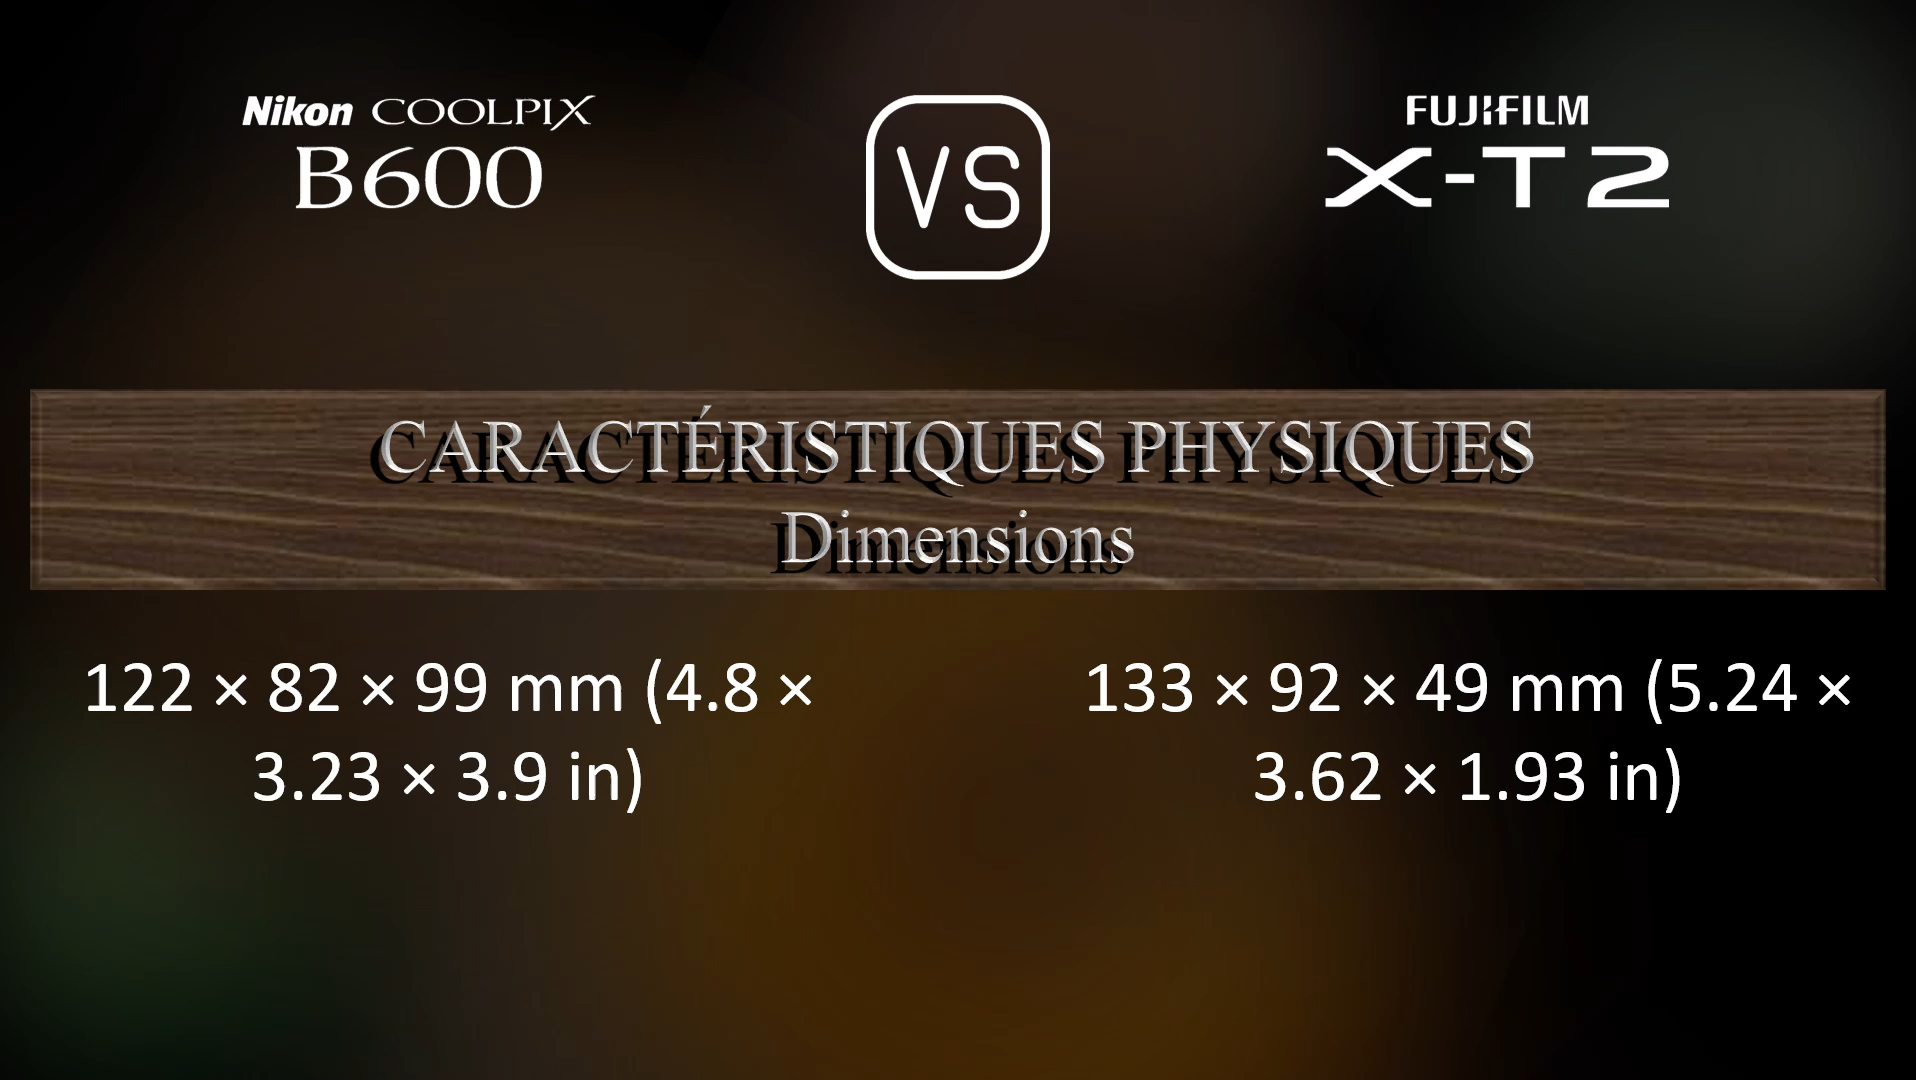 Nikon COOLPIX
B600
VS
FUJIFILM
X-T2
CARACTÉRISTIQUES PHYSIQUES
Dimensions
122 × 82 × 99 mm (4.8 ×
3.23 × 3.9 in)
133 × 92 × 49 mm (5.24 ×
3.62 × 1.93 in)